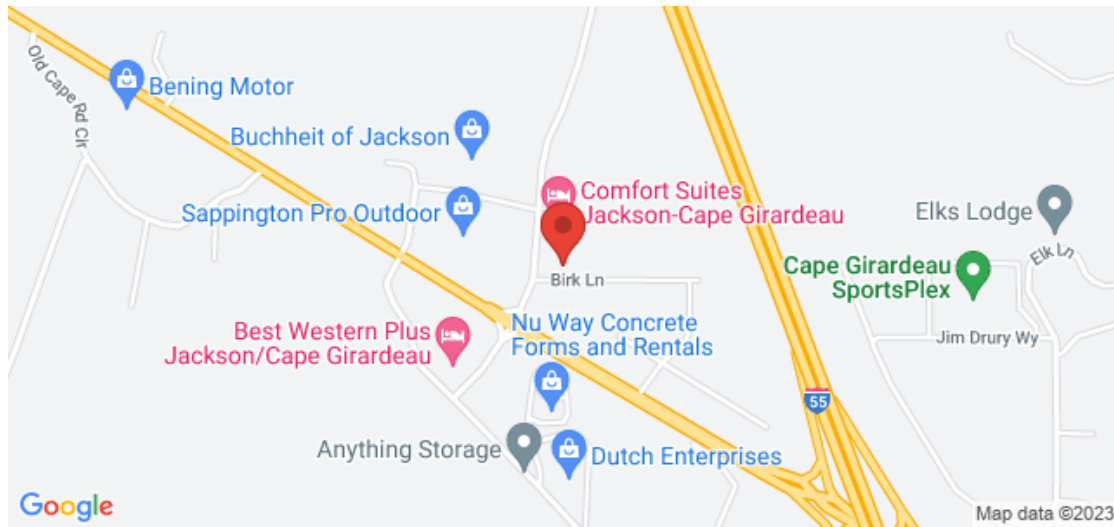 Old Cape Rd Cir
Bening Motor
Buchheit of Jackson
Comfort Suites
Jackson-Cape Girardeau
Sappington Pro Outdoor
Elks Lodge
Elk Ln
Cape Girardeau
SportsPlex
Birk Ln
Nu Way Concrete
Forms and Rentals
Best Western Plus
Jackson/Cape Girardeau
Jim Drury Wy
55
Anything Storage
Dutch Enterprises
Google
Map data ©2023